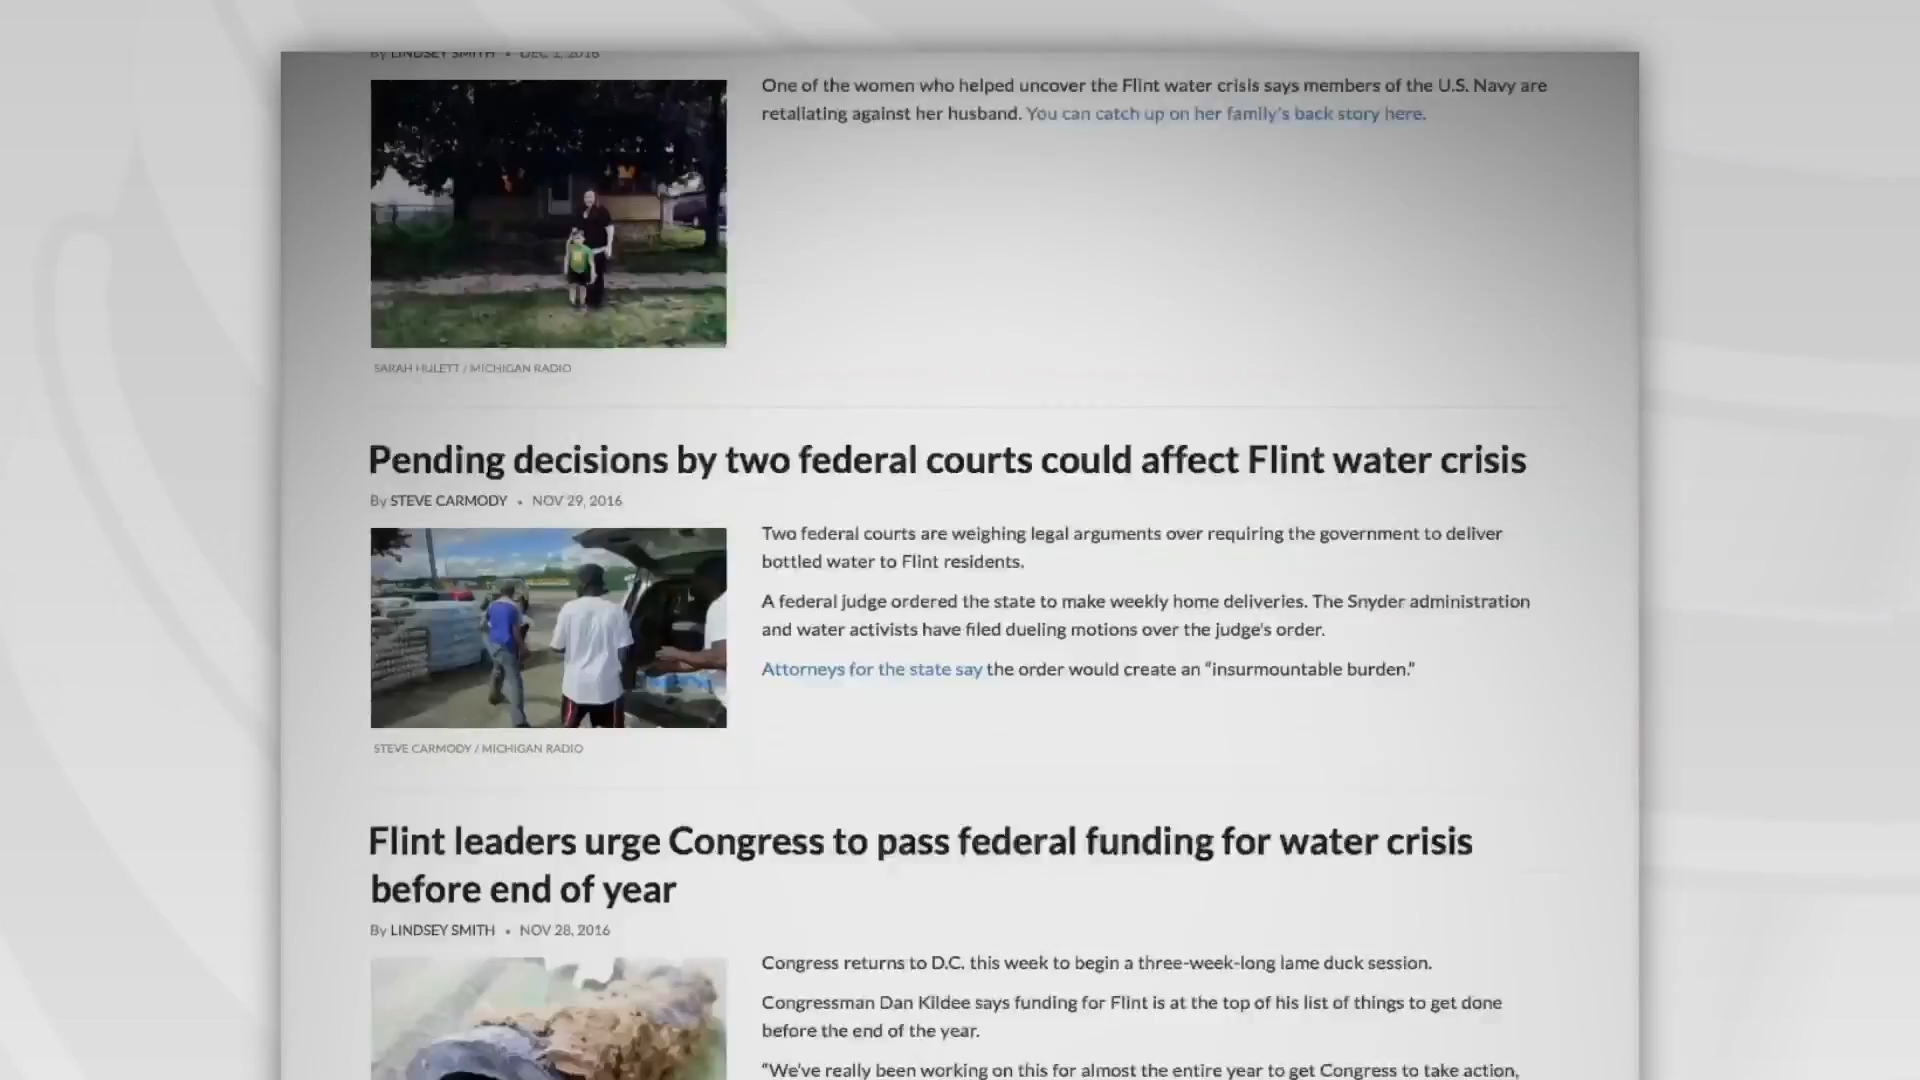 By LINDSEY SMITH • DEC 1, 2016
One of the women who helped uncover the Flint water crisis says members of the U.S. Navy are
retaliating against her husband. You can catch up on her family's back story here.
SARAH HULETT / MICHIGAN RADIO
Pending decisions by two federal courts could affect Flint water crisis
By STEVE CARMODY • NOV 29, 2016
Two federal courts are weighing legal arguments over requiring the government to deliver
bottled water to Flint residents.
A federal judge ordered the state to make weekly home deliveries. The Snyder administration
and water activists have filed dueling motions over the judge's order.
Attorneys for the state say the order would create an “insurmountable burden.”
STEVE CARMODY / MICHIGAN RADIO
Flint leaders urge Congress to pass federal funding for water crisis
before end of year
By LINDSEY SMITH • NOV 28, 2016
Congress returns to D.C. this week to begin a three-week-long lame duck session.
Congressman Dan Kildee says funding for Flint is at the top of his list of things to get done
before the end of the year.
“We've really been working on this for almost the entire year to get Congress to take action,